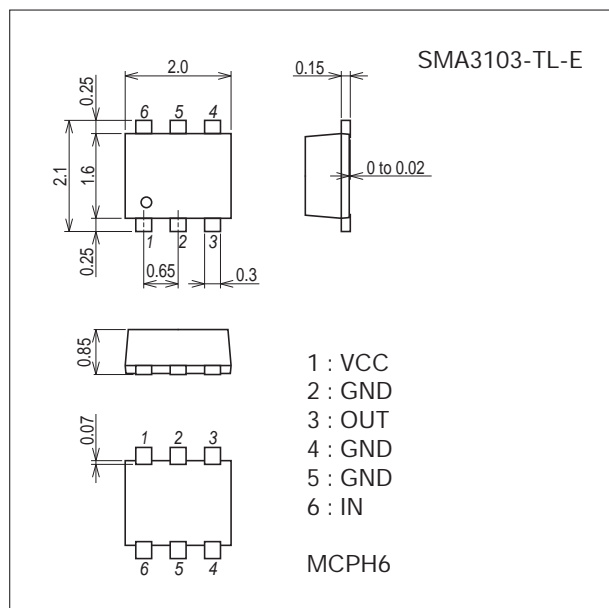 SMA3103-TL-E
2.0
0.15
0.25
6 5 4
2.1
1.6
0 to 0.02
1 2 3
0.25
0.65
0.3
0.85
1 : VCC
2 : GND
3 : OUT
4 : GND
5 : GND
6 : IN
0.07
1 2 3
6 5 4
MCPH6